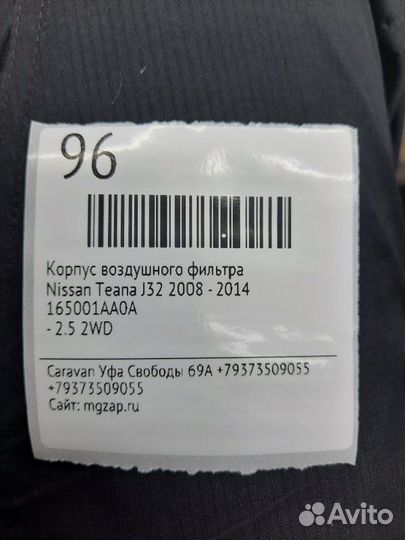 96
Корпус воздушного фильтра
Nissan Teana J32 2008 - 2014
165001AA0A
- 2.5 2WD
Caravan Уфа Свободы 69А +79373509055
+79373509055
Сайт: mgzap.ru
Avito